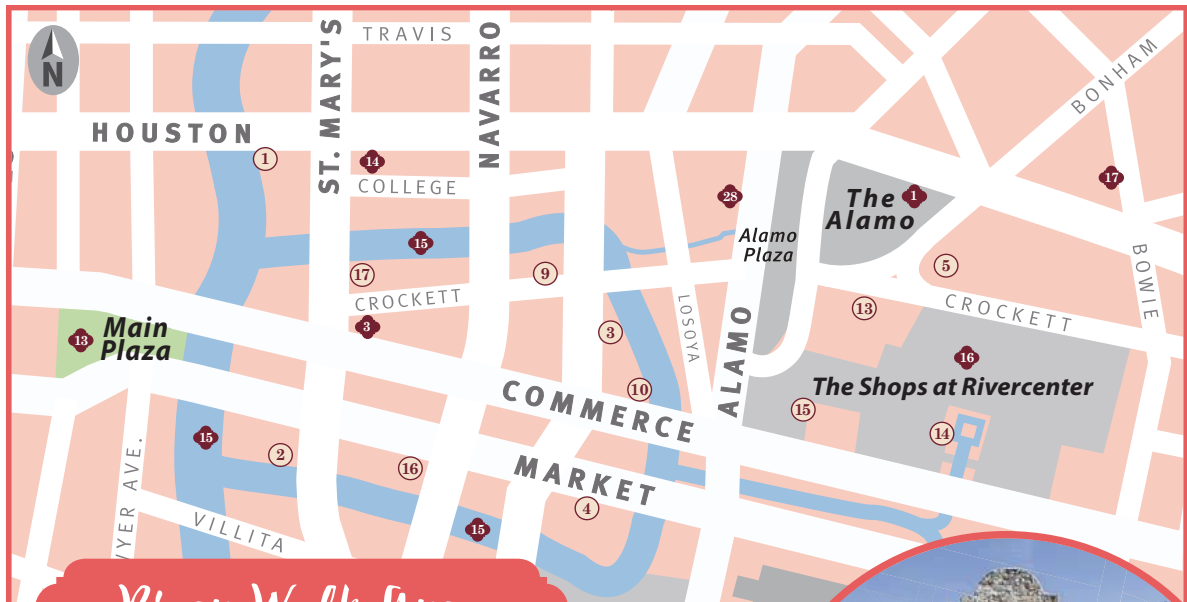 TRAVIS
ST. MARY'S
NAVARRO
BONHAM
HOUSTON
1
14
COLLEGE
28
The
Alamo
1
17
15
Alamo
Plaza
17
9
5
BOWIE
CROCKETT
3
13
CROCKETT
Main
Plaza
13
3
LOSOYA
ALAMO
16
The Shops at Rivercenter
10
COMMERCE
15
14
15
2
16
MARKET
4
VILLITA
15
N